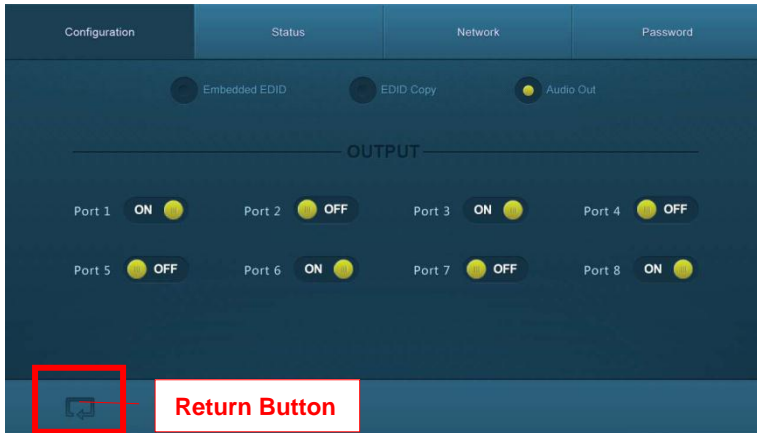 Configuration Status Network Password
Embedded EDID EDID Copy Audio Out
OUTPUT
Port 1 ON Port 2 OFF Port 3 ON Port 4 OFF
Port 5 OFF Port 6 ON Port 7 OFF Port 8 ON
Return Button